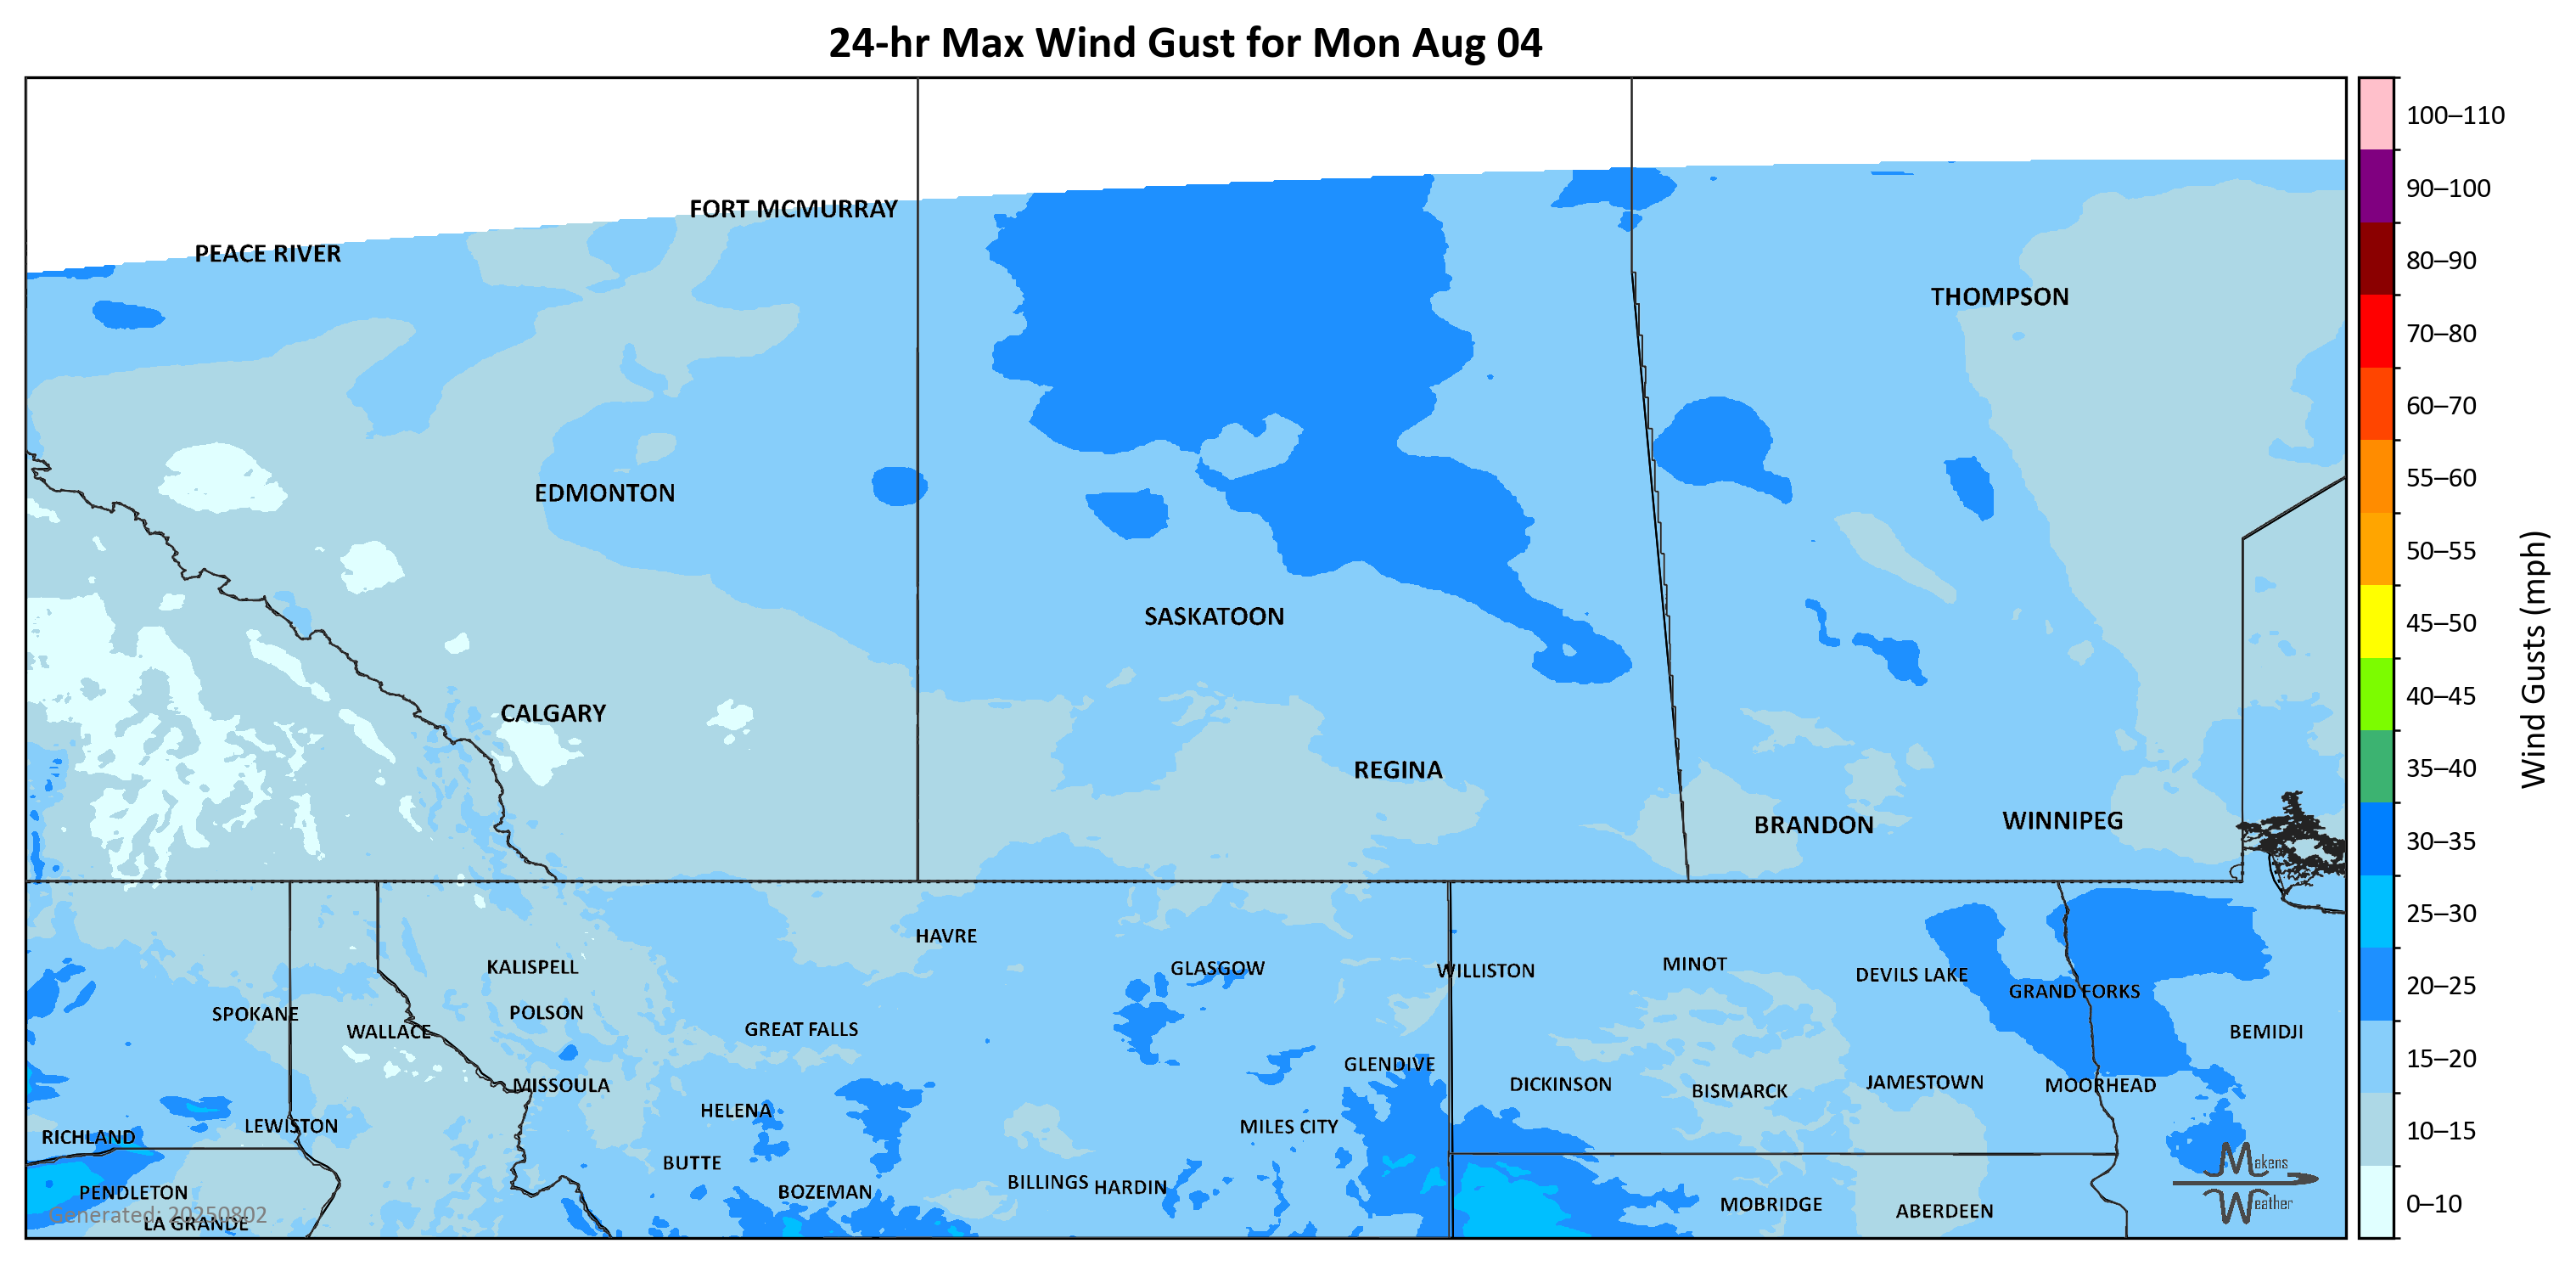 24-hr Max Wind Gust for Mon Aug 04
100–110
90–100
80–90
70–80
60–70
55–60
50–55
45–50
40–45
35–40
30–35
25–30
20–25
15–20
10–15
0–10
Wind Gusts (mph)
FORT MCMURRAY
PEACE RIVER
THOMPSON
EDMONTON
SASKATOON
CALGARY
REGINA
BRANDON
WINNIPEG
HAVRE
KALISPELL
GLASGOW
WILLISTON
MINOT
DEVILS LAKE
GRAND FORKS
SPOKANE
WALLACE
POLSON
GREAT FALLS
BEMIDJI
GLENDIVE
MISSOULA
DICKINSON
BISMARCK
JAMESTOWN
MOORHEAD
HELENA
RICHLAND
LEWISTON
MILES CITY
BUTTE
PENDLETON
BOZEMAN
BILLINGS
HARDIN
MOBRIDGE
ABERDEEN
LA GRANDE
Generated: 20250802
Makens
Weather